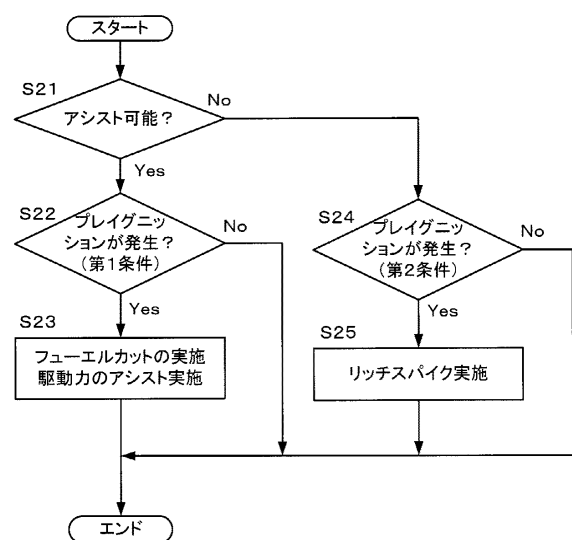 スタート
S21
アシスト可能？
No
Yes
S22
プレイグニッ
ションが発生？
(第1条件)
No
Yes
S23
フューエルカットの実施
駆動力のアシスト実施
S24
プレイグニッ
ションが発生？
(第2条件)
No
Yes
S25
リッチスパイク実施
エンド